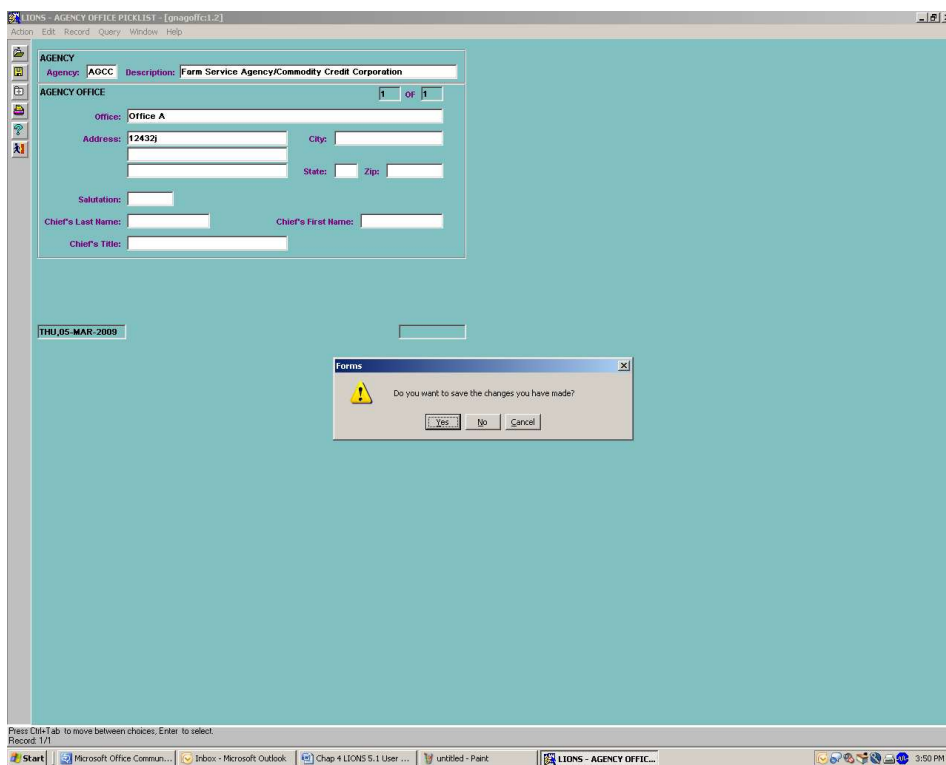 LIONS - AGENCY OFFICE PICKLIST - [gnagoffc:1.2]
Action Edit Record Query Window Help
AGENCY
Agency: AGCC Description: Farm Service Agency/Commodity Credit Corporation
AGENCY OFFICE 1 OF 1
Office: Office A
Address: 12432j City:
State: Zip:
Salutation:
Chief's Last Name: Chief's First Name:
Chief's Title:
THU,05-MAR-2009
Forms
Do you want to save the changes you have made?
Yes No Cancel
Press Ctrl+Tab to move between choices, Enter to select.
Record: 1/1
Start Microsoft Office Commun... Inbox - Microsoft Outlook Chap 4 LIONS 5.1 User ... untitled - Paint LIONS - AGENCY OFFIC... 3:50 PM